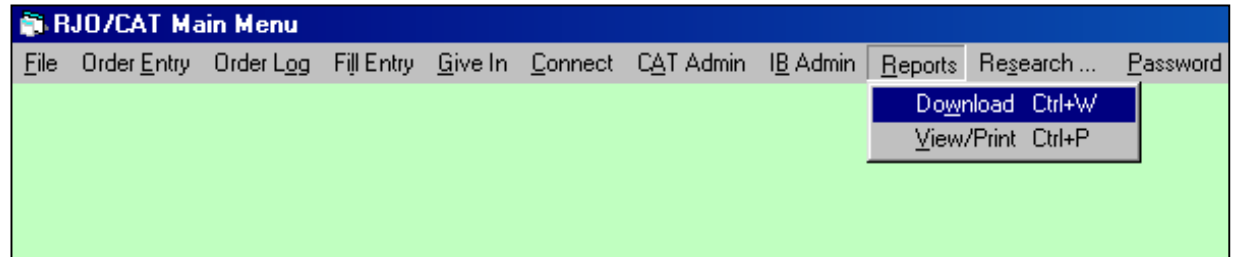 RJO/CAT Main Menu
File Order Entry Order Log Fill Entry Give In Connect CAT Admin IB Admin Reports Research ... Password
Download Ctrl+W
View/Print Ctrl+P